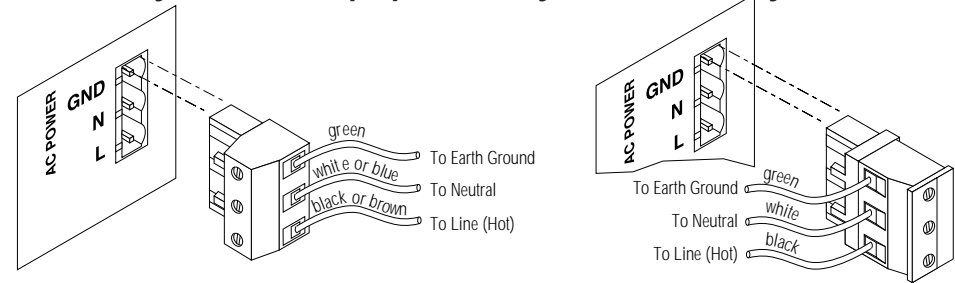 AC POWER
GND
N
L
green
white or blue
black or brown
To Earth Ground
To Neutral
To Line (Hot)
AC POWER
GND
N
L
To Earth Ground
green
To Neutral
white
To Line (Hot)
black